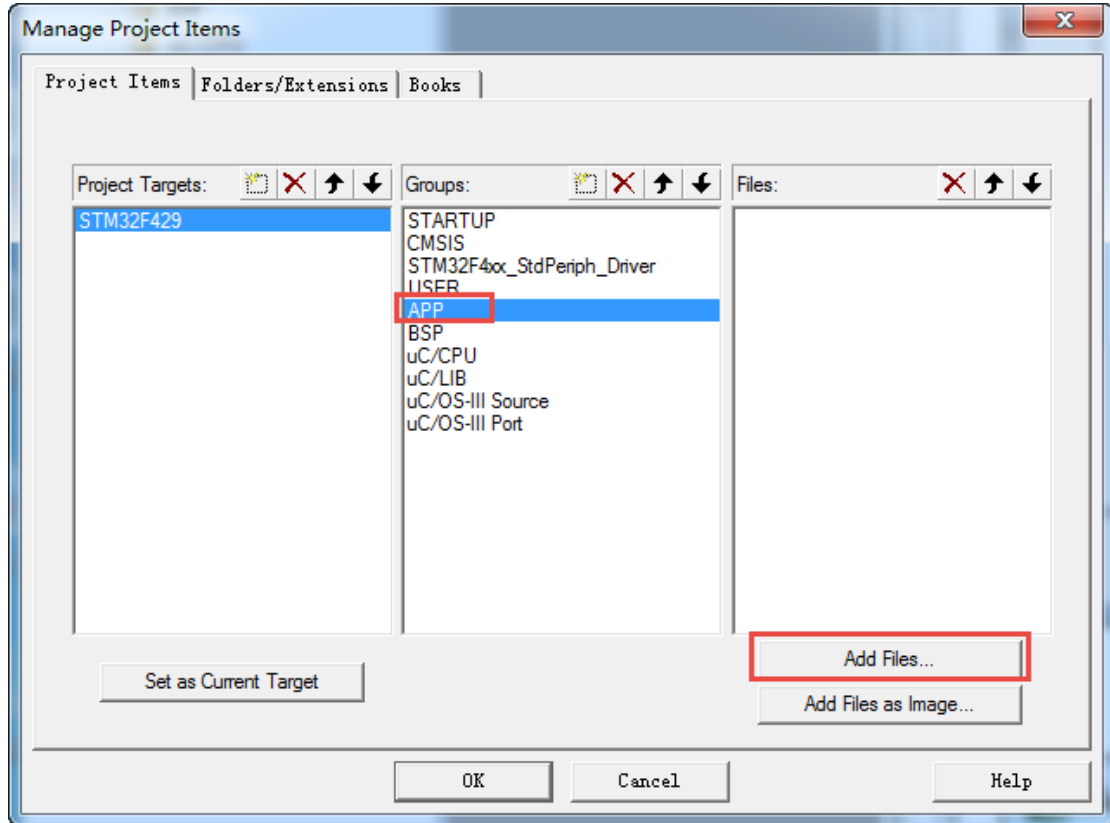 Manage Project Items
Project Items Folders/Extensions Books
Project Targets:
Groups:
Files:
STM32F429
STARTUP
CMSIS
STM32F4xx_StdPeriph_Driver
USER
APP
BSP
uC/CPU
uC/LIB
uC/OS-III Source
uC/OS-III Port
Set as Current Target
Add Files...
Add Files as Image...
OK Cancel Help